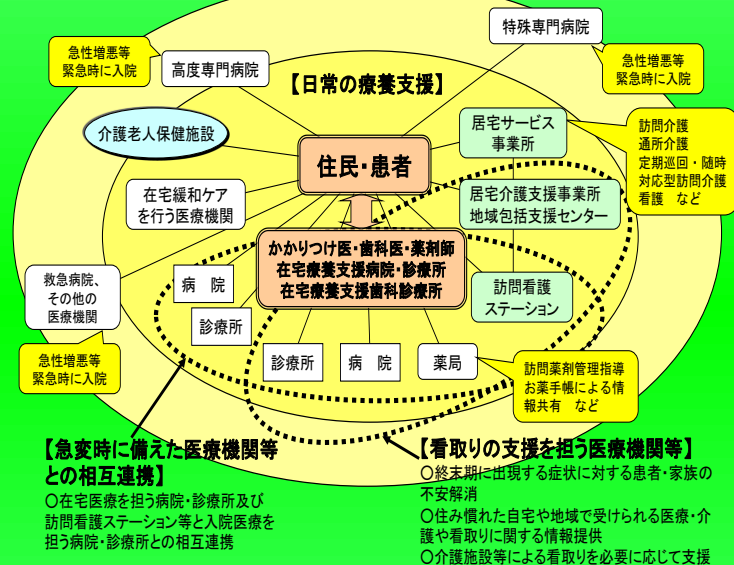 特殊専門病院
急性増悪等
緊急時に入院
高度専門病院
急性増悪等
緊急時に入院
【日常の療養支援】
介護老人保健施設
住民・患者
居宅サービス
事業所
訪問介護
通所介護
定期巡回・随時
対応型訪問介護
看護 など
在宅緩和ケア
を行う医療機関
居宅介護支援事業所
地域包括支援センター
かかりつけ医・歯科医・薬剤師
在宅療養支援病院・診療所
在宅療養支援歯科診療所
救急病院、
その他の
医療機関
病 院
訪問看護
ステーション
診療所
急性増悪等
緊急時に入院
診療所
病 院
薬局
訪問薬剤管理指導
お薬手帳による情
報共有 など
【急変時に備えた医療機関等
との相互連携】
○在宅医療を担う病院・診療所及び
訪問看護ステーション等と入院医療を
担う病院・診療所との相互連携
【看取りの支援を担う医療機関等】
○終末期に出現する症状に対する患者・家族の
不安解消
○住み慣れた自宅や地域で受けられる医療・介
護や看取りに関する情報提供
○介護施設等による看取りを必要に応じて支援